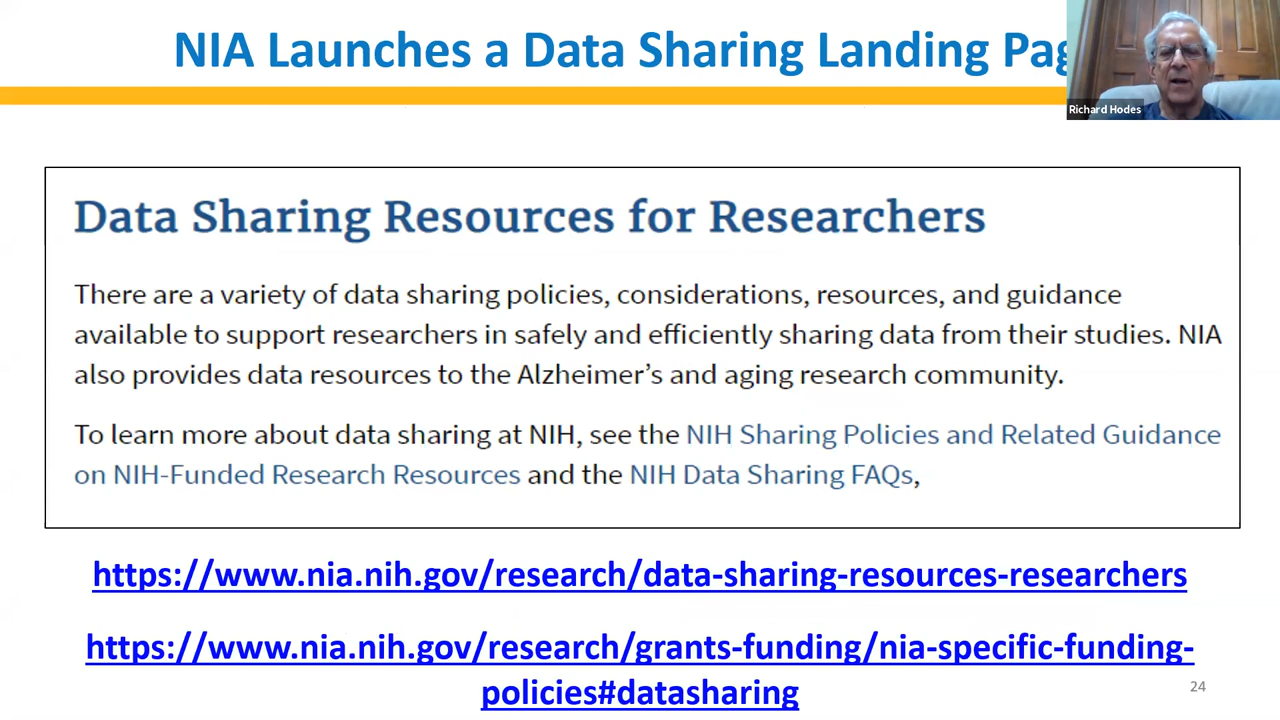 NIA Launches a Data Sharing Landing Pag
Richard Hodes
Data Sharing Resources for Researchers
There are a variety of data sharing policies, considerations, resources, and guidance
available to support researchers in safely and efficiently sharing data from their studies. NIA
also provides data resources to the Alzheimer’s and aging research community.
To learn more about data sharing at NIH, see the NIH Sharing Policies and Related Guidance
on NIH-Funded Research Resources and the NIH Data Sharing FAQs,
https://www.nia.nih.gov/research/data-sharing-resources-researchers
https://www.nia.nih.gov/research/grants-funding/nia-specific-funding-
policies#datasharing
24